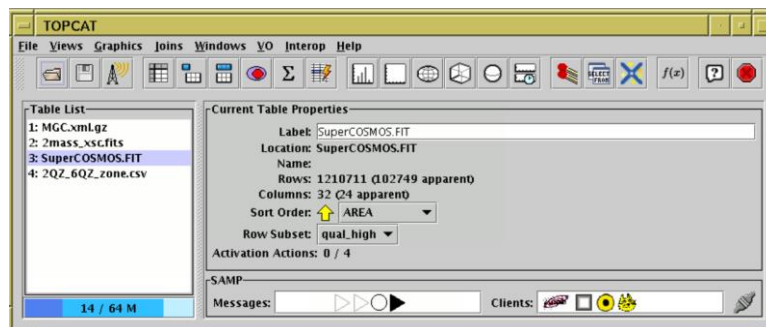 TOPCAT
File Views Graphics Joins Windows VO Interop Help
Σ SELECT FROM f(x) ?
Table List
1: MGC.xml.gz
2: 2mass_xsc.fits
3: SuperCOSMOS.FIT
4: 2QZ_6QZ_zone.csv
14 / 64 M
Current Table Properties
Label: SuperCOSMOS.FIT
Location: SuperCOSMOS.FIT
Name:
Rows: 1210711 (102749 apparent)
Columns: 32 (24 apparent)
Sort Order: AREA
Row Subset: qual_high
Activation Actions: 0 / 4
SAMP
Messages: Clients: